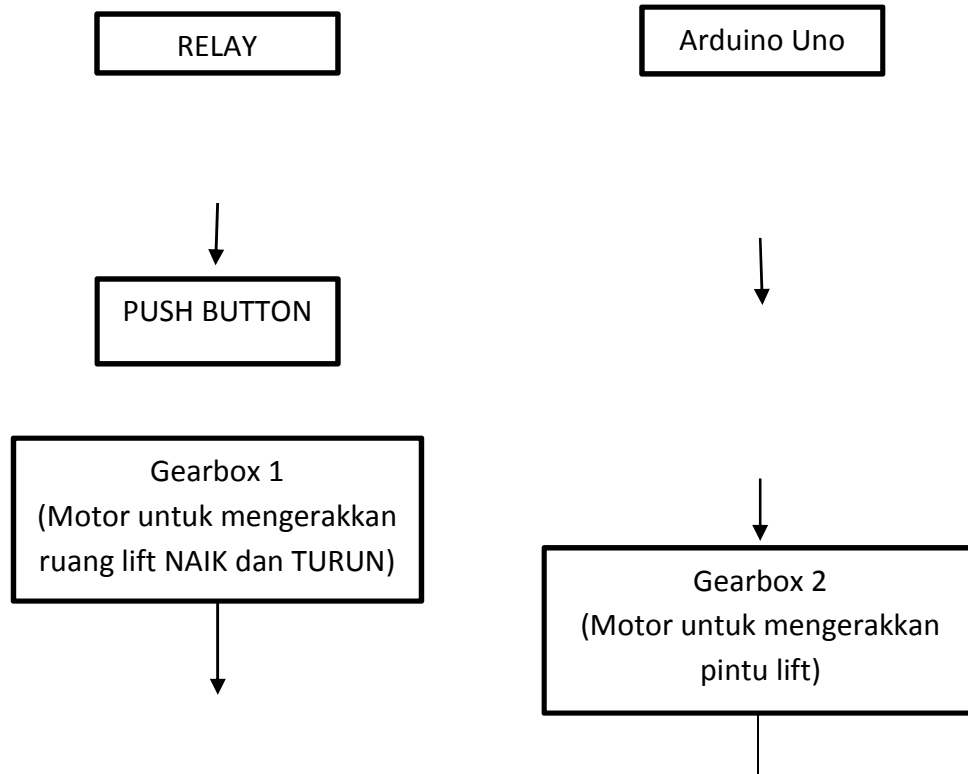 RELAY
Arduino Uno
PUSH BUTTON
Gearbox 1
(Motor untuk mengerakkan
ruang lift NAIK dan TURUN)
Gearbox 2
(Motor untuk mengerakkan
pintu lift)